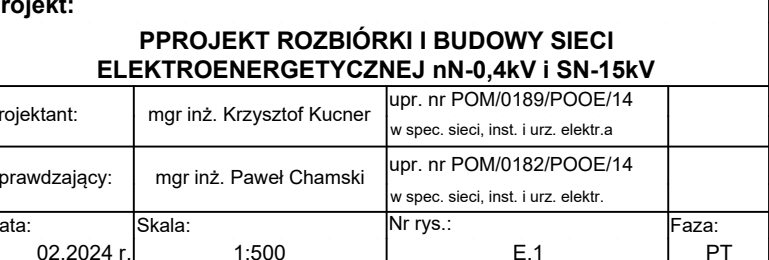 rojekt:
PPROJEKT ROZBIÓRKI I BUDOWY SIECI
ELEKTROENERGETYCZNEJ nN-0,4kV i SN-15kV
rojektant: mgr inż. Krzysztof Kucner upr. nr POM/0189/POOE/14
w spec. sieci, inst. i urz. elektr.a
prawdzający: mgr inż. Paweł Chamski upr. nr POM/0182/POOE/14
w spec. sieci, inst. i urz. elektr.
ata: Skala: Nr rys.: Faza:
02.2024 r. 1:500 E.1 PT